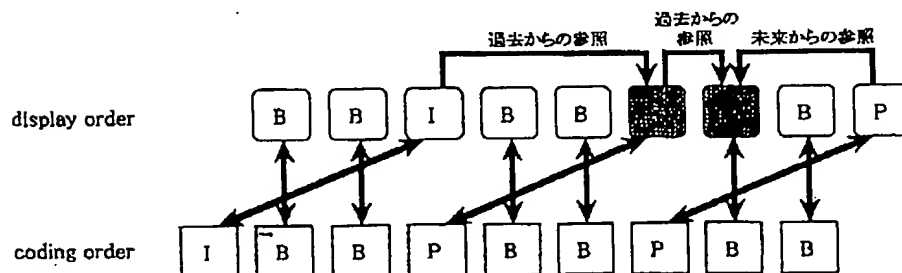 過去からの参照
過去からの
参照
未来からの参照
display order
B B I B B B P
coding order
I B B P B B P B B